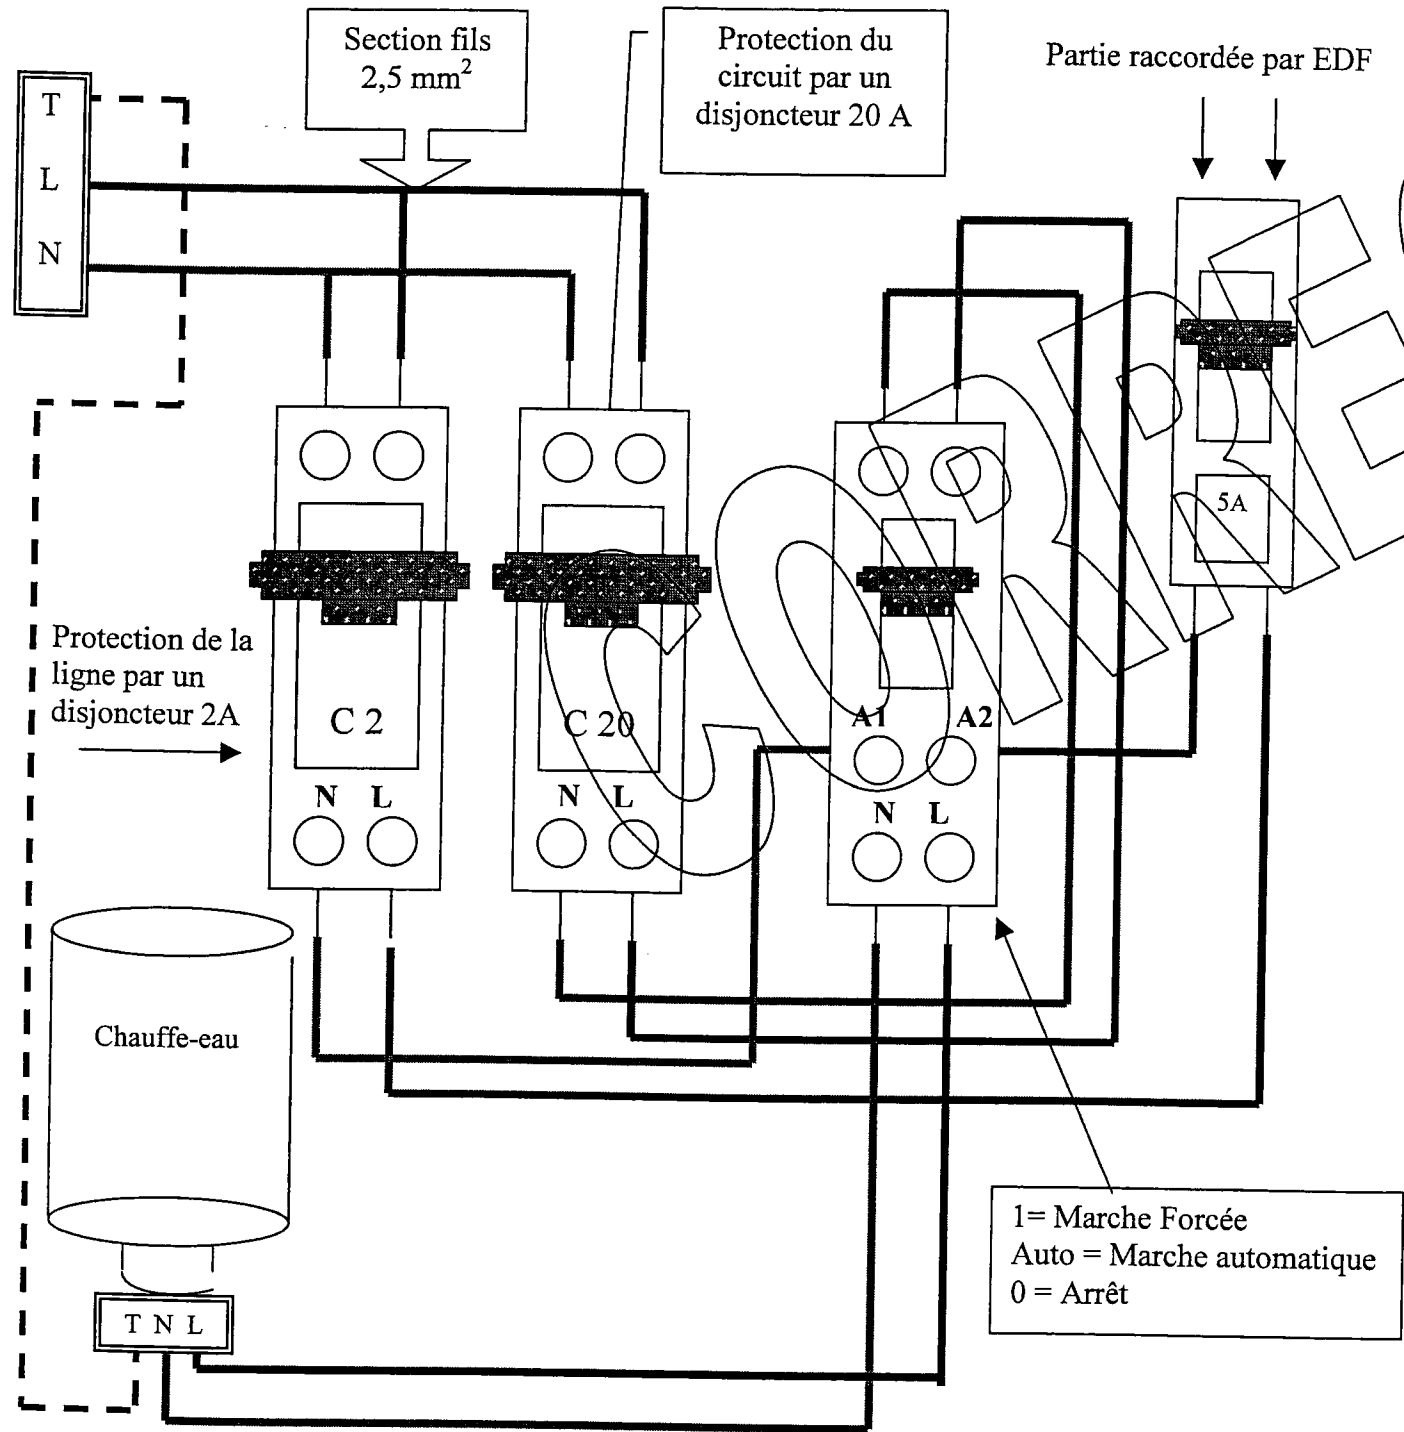 Section fils
2,5 mm²
Protection du
circuit par un
disjoncteur 20 A
Partie raccordée par EDF
T
L
N
5A
Protection de la
ligne par un
disjoncteur 2A
C 2
C 20
A1 A2
N L
N L
N L
Chauffe-eau
T N L
1= Marche Forcée
Auto = Marche automatique
0 = Arrêt
CORRE